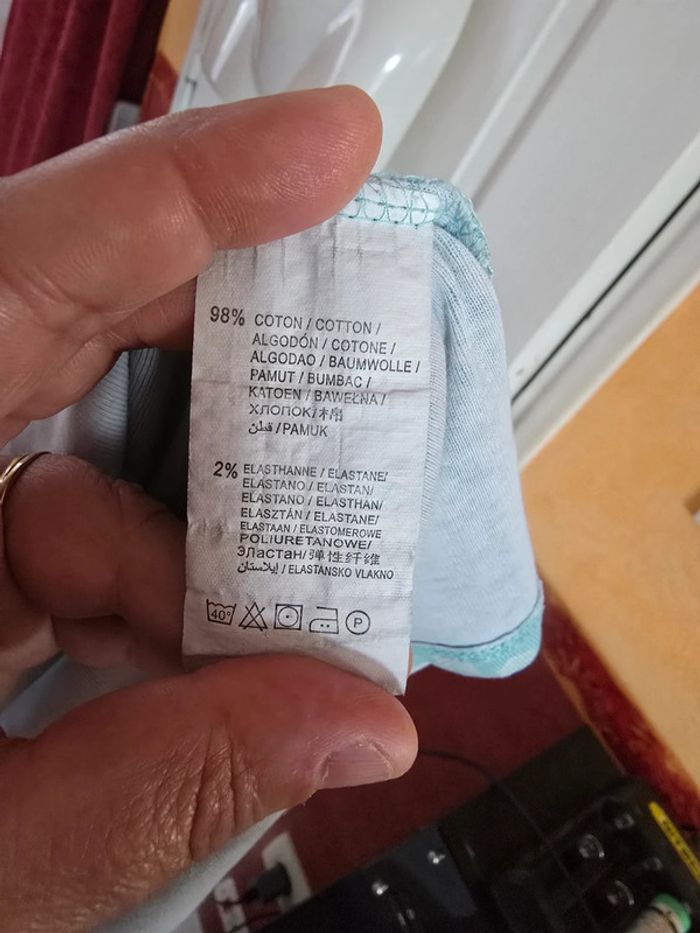 98% COTON / COTTON /
ALGODÓN / COTONE /
ALGODAO / BAUMWOLLE /
PAMUT / BUMBAC /
KATOEN / BAWEŁNA /
ХЛОПОК/棉
قطن / PAMUK
2% ELASTHANNE / ELASTANE/
ELASTANO / ELASTAN/
ELASTANO / ELASTHAN/
ELASZTÁN / ELASTANE/
ELASTAAN / ELASTOMEROWE
POLIURETANOWE/
Эластан/ 弹性纤维
إيلاستان / ELASTANSKO VLAKNO
40° P